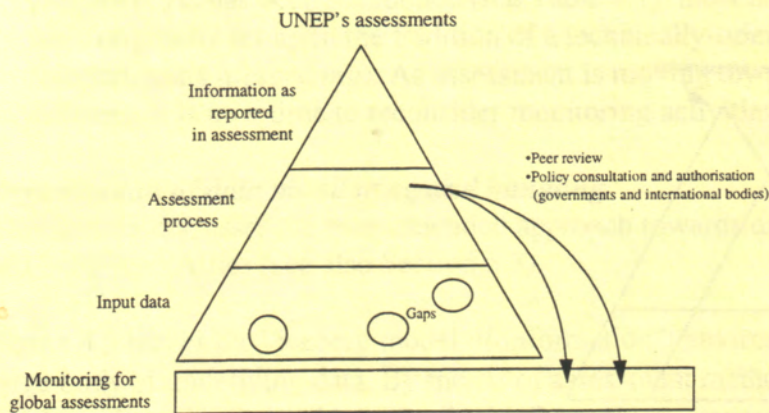 UNEP's assessments
Information as
reported
in assessment
•Peer review
•Policy consultation and authorisation
(governments and international bodies)
Assessment
process
Input data
Gaps
Monitoring for
global assessments